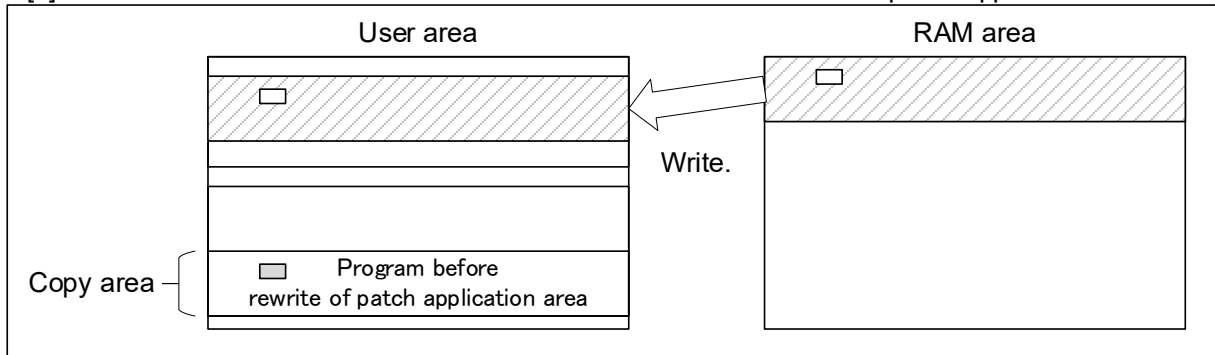 User area
RAM area
Write.
Copy area
Program before
rewrite of patch application area